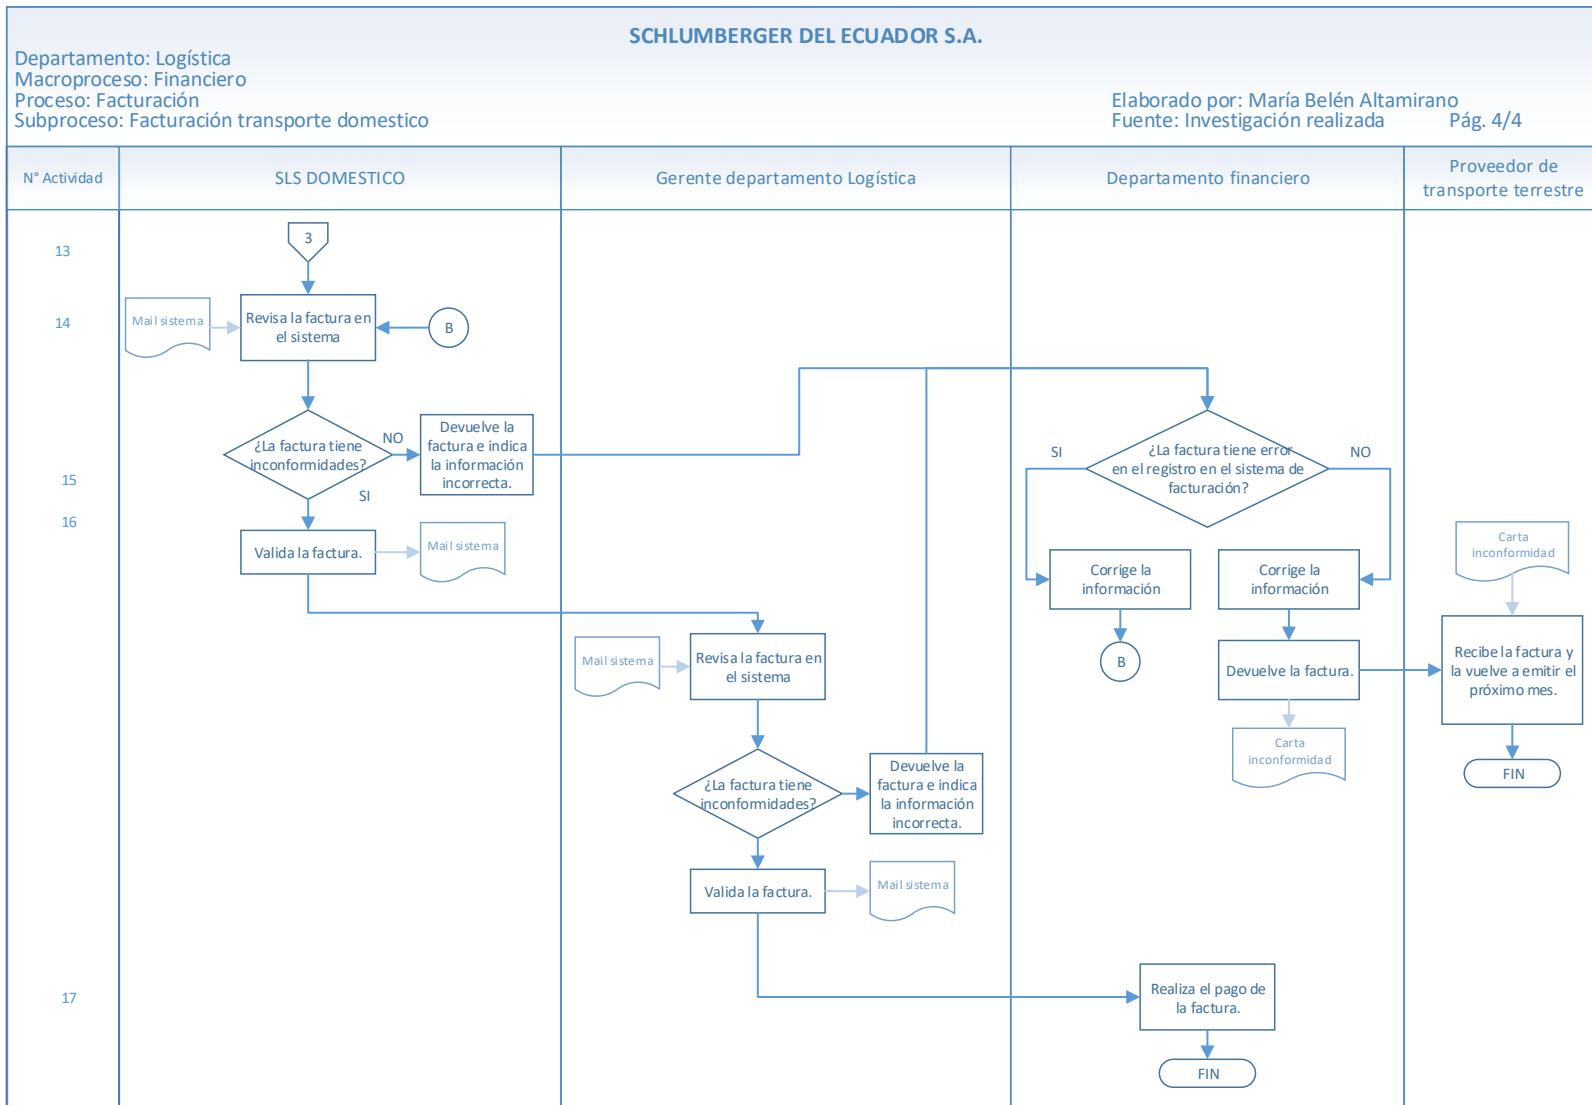 SCHLUMBERGER DEL ECUADOR S.A.
Departamento: Logística
Macroproceso: Financiero
Proceso: Facturación
Subproceso: Facturación transporte domestico
Elaborado por: María Belén Altamirano
Fuente: Investigación realizada
Pág. 4/4
N° Actividad
SLS DOMESTICO
Gerente departamento Logística
Departamento financiero
Proveedor de
transporte terrestre
13
3
14
Mail sistema
Revisa la factura en
el sistema
B
¿La factura tiene
inconformidades?
NO
Devuelve la
factura e indica
la información
incorrecta.
SI
¿La factura tiene error
en el registro en el sistema de
facturación?
SI
NO
15
16
Valida la factura.
Mail sistema
Corrige la
información
Corrige la
información
Carta
inconformidad
Mail sistema
Revisa la factura en
el sistema
B
Devuelve la factura.
Recibe la factura y
la vuelve a emitir el
próximo mes.
Carta
inconformidad
FIN
¿La factura tiene
inconformidades?
Devuelve la
factura e indica
la información
incorrecta.
Valida la factura.
Mail sistema
17
Realiza el pago de
la factura.
FIN